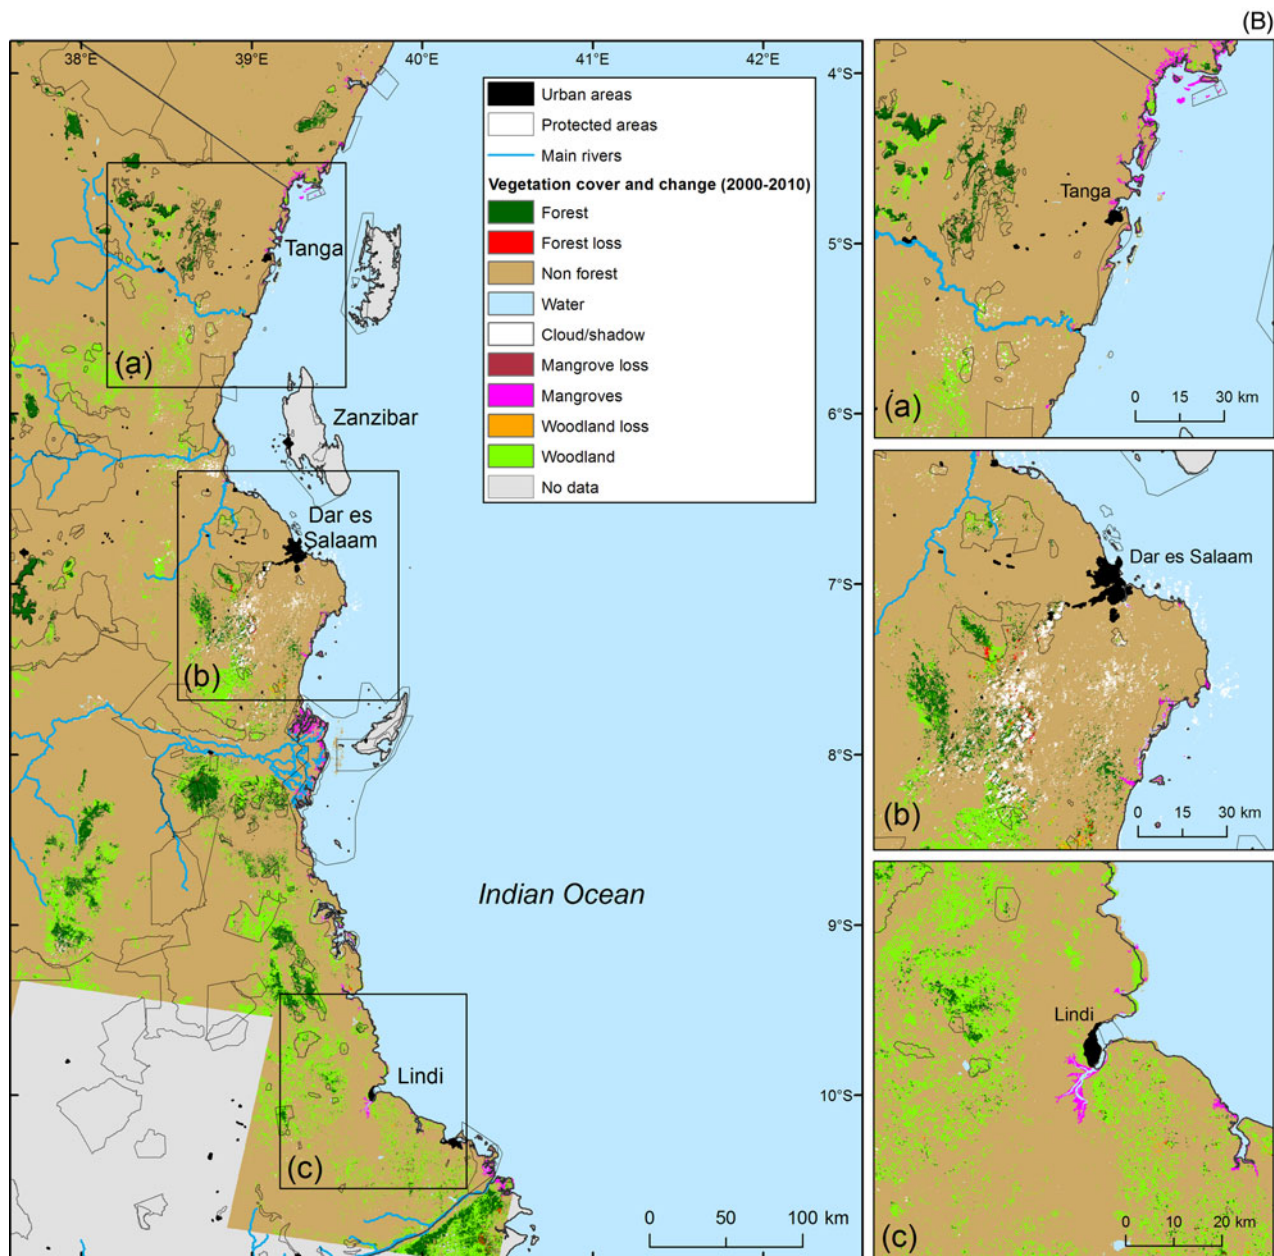 (B)
38°E 39°E 40°E 41°E 42°E
4°S
5°S
6°S
7°S
8°S
9°S
10°S
Urban areas
Protected areas
Main rivers
Vegetation cover and change (2000-2010)
Forest
Forest loss
Non forest
Water
Cloud/shadow
Mangrove loss
Mangroves
Woodland loss
Woodland
No data
Tanga
(a)
Zanzibar
Dar es
Salaam
(b)
Indian Ocean
Lindi
(c)
0 50 100 km
Tanga
(a)
0 15 30 km
Dar es Salaam
(b)
0 15 30 km
Lindi
(c)
0 10 20 km